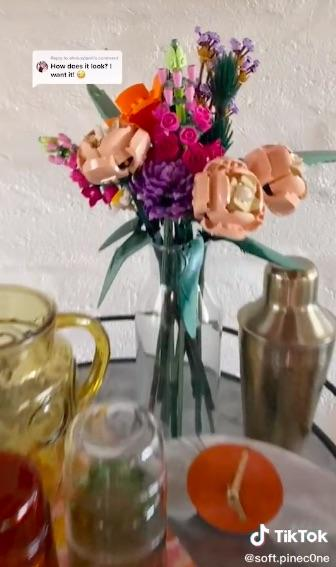 How does it look? I
want it! 😄
TikTok
@soft.pinec0ne